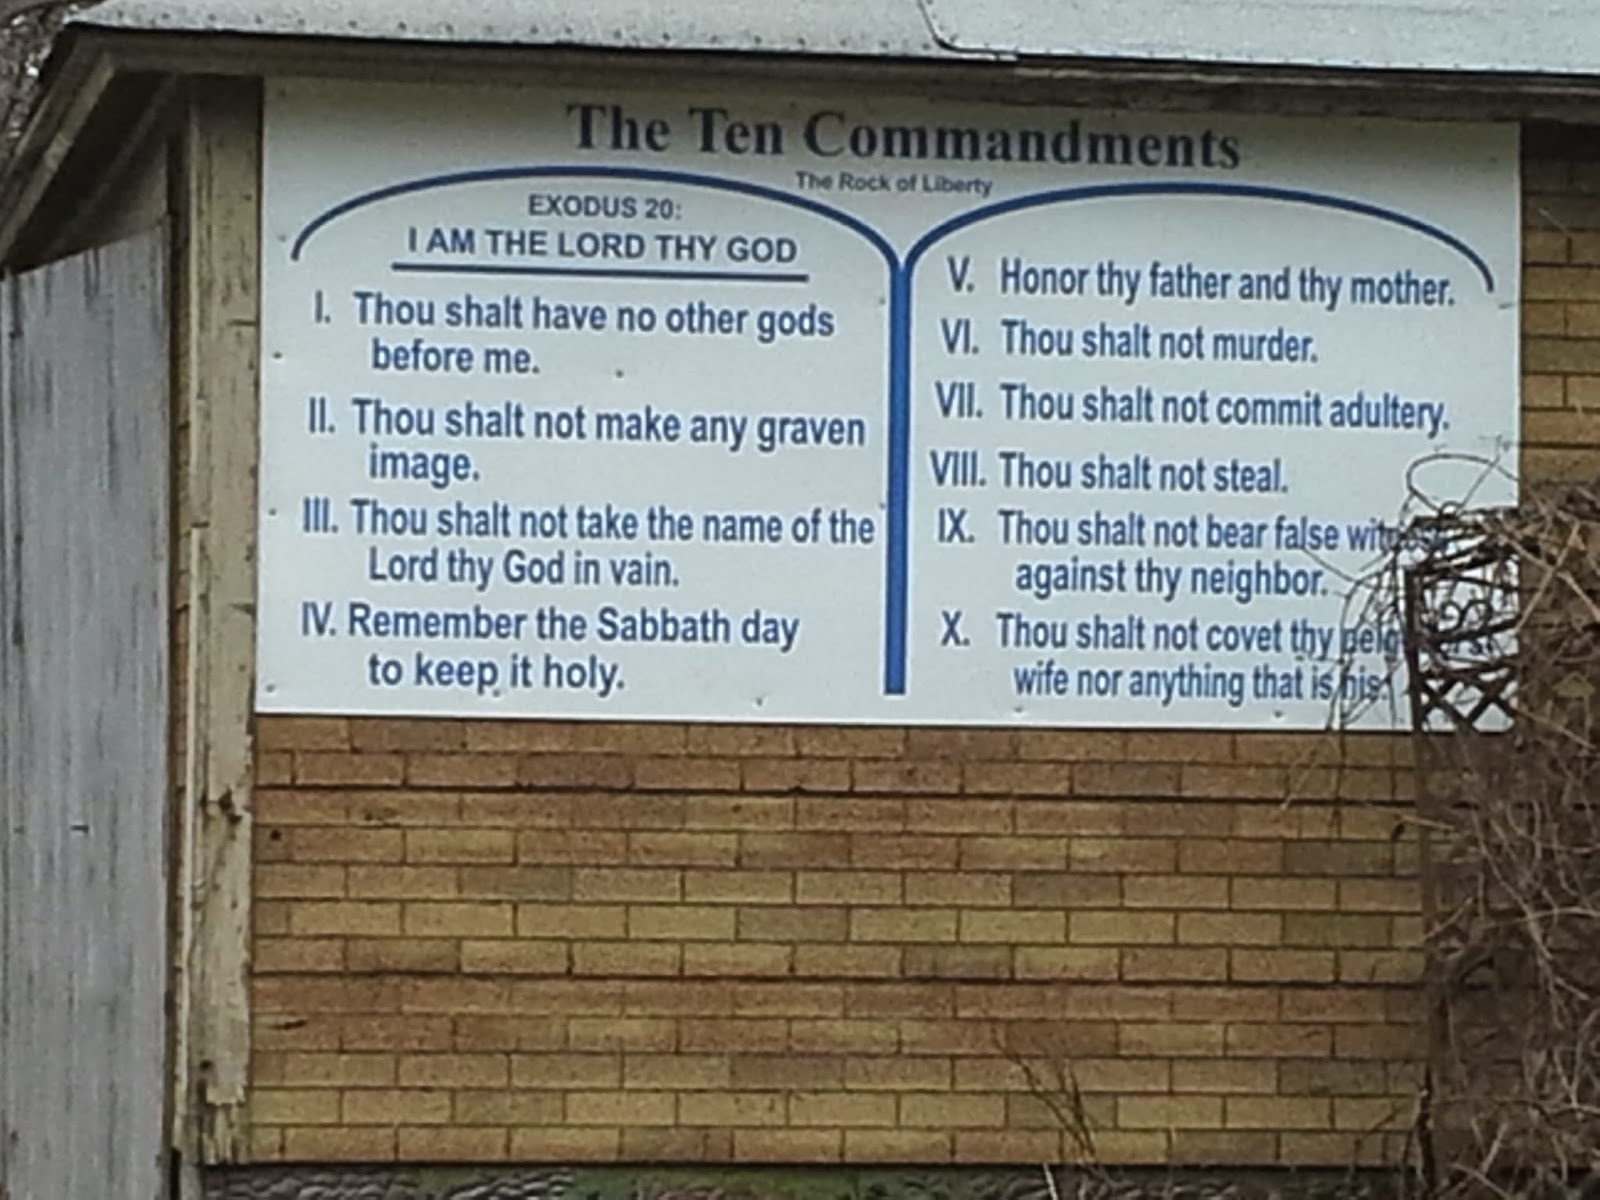 The Ten Commandments
The Rock of Liberty
EXODUS 20:
I AM THE LORD THY GOD
I. Thou shalt have no other gods
before me.
II. Thou shalt not make any graven
image.
III. Thou shalt not take the name of the
Lord thy God in vain.
IV. Remember the Sabbath day
to keep it holy.
V. Honor thy father and thy mother.
VI. Thou shalt not murder.
VII. Thou shalt not commit adultery.
VIII. Thou shalt not steal.
IX. Thou shalt not bear false witness
against thy neighbor.
X. Thou shalt not covet thy
wife nor anything that is his.